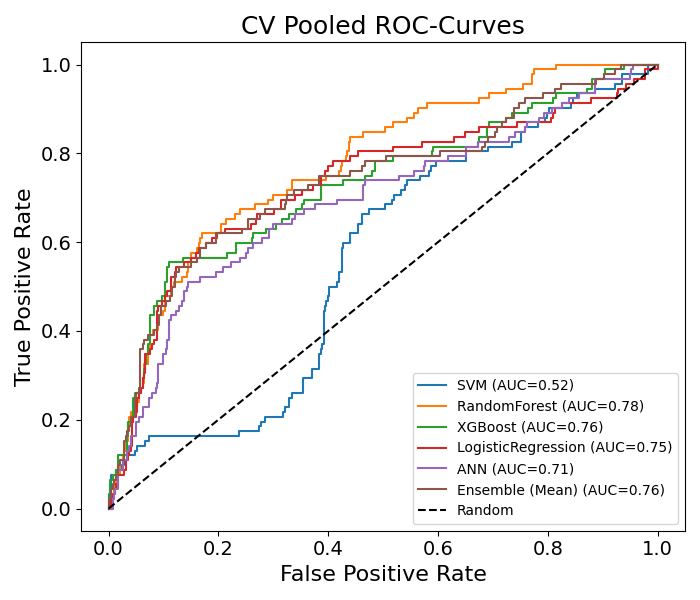 CV Pooled ROC-Curves
True Positive Rate
1.0
0.8
0.6
0.4
0.2
0.0
SVM (AUC=0.52)
RandomForest (AUC=0.78)
XGBoost (AUC=0.76)
LogisticRegression (AUC=0.75)
ANN (AUC=0.71)
Ensemble (Mean) (AUC=0.76)
Random
0.0 0.2 0.4 0.6 0.8 1.0
False Positive Rate